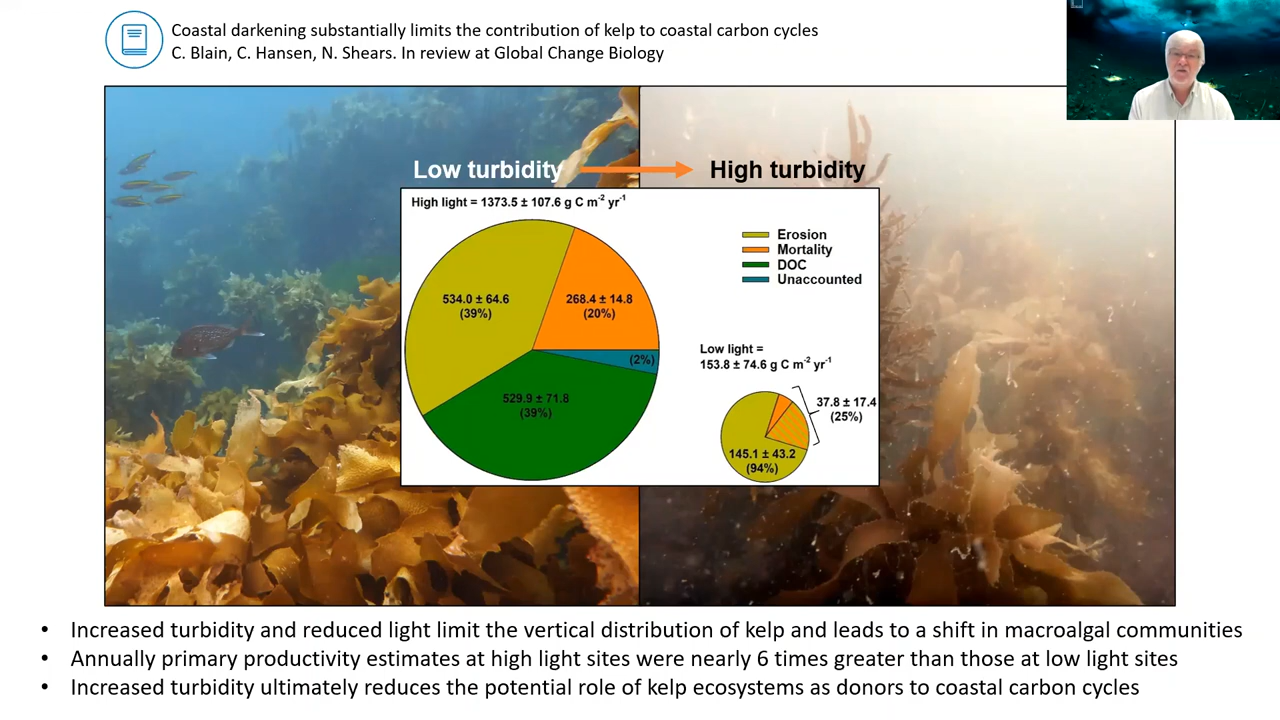 Coastal darkening substantially limits the contribution of kelp to coastal carbon cycles
C. Blain, C. Hansen, N. Shears. In review at Global Change Biology
Low turbidity
High turbidity
High light = 1373.5 ± 107.6 g C m⁻² yr⁻¹
Erosion
Mortality
DOC
Unaccounted
534.0 ± 64.6
(39%)
268.4 ± 14.8
(20%)
(2%)
529.9 ± 71.8
(39%)
Low light =
153.8 ± 74.6 g C m⁻² yr⁻¹
37.8 ± 17.4
(25%)
145.1 ± 43.2
(94%)
• Increased turbidity and reduced light limit the vertical distribution of kelp and leads to a shift in macroalgal communities
• Annually primary productivity estimates at high light sites were nearly 6 times greater than those at low light sites
• Increased turbidity ultimately reduces the potential role of kelp ecosystems as donors to coastal carbon cycles